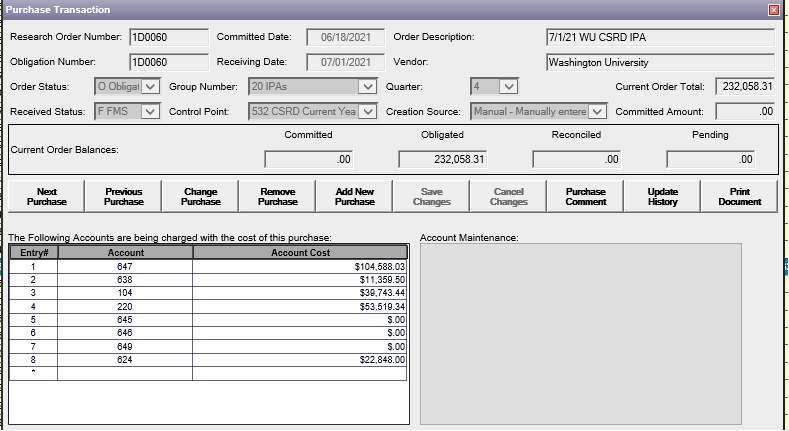 Purchase Transaction
Research Order Number: 1D0060 Committed Date: 06/18/2021 Order Description: 7/1/21 WU CSRD IPA
Obligation Number: 1D0060 Receiving Date: 07/01/2021 Vendor: Washington University
Order Status: O Obligat Group Number: 20 IPAs Quarter: 4 Current Order Total: 232,058.31
Received Status: F FMS Control Point: 532 CSRD Current Yea Creation Source: Manual - Manually entere Committed Amount: .00
Committed Obligated Reconciled Pending
Current Order Balances: .00 232,058.31 .00 .00
Next Purchase Previous Purchase Change Purchase Remove Purchase Add New Purchase Save Changes Cancel Changes Purchase Comment Update History Print Document
The Following Accounts are being charged with the cost of this purchase: Account Maintenance:
Entry# Account Account Cost
1 647 $104,588.03
2 638 $11,359.50
3 104 $39,743.44
4 220 $53,519.34
5 645 $.00
6 646 $.00
7 649 $.00
8 624 $22,848.00
*